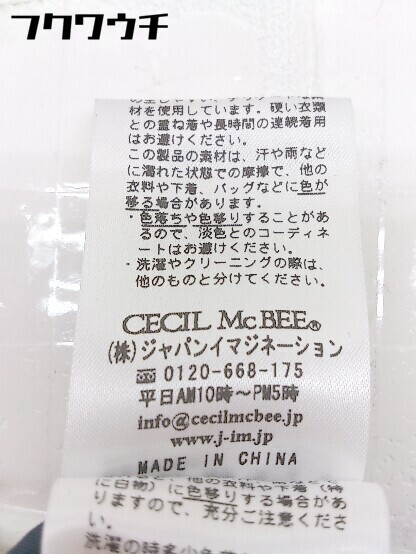 フクワウチ
材を使用しています。硬い衣類
との重ね着や長時間の連続着用
はお避けください。
この製品の素材は、汗や雨など
に濡れた状態での摩擦で、他の
衣料や下着、バッグなどに色が
移る場合があります。
・色落ちや色移りすることがあ
るので、淡色とのコーディネ
ートはお避けください。
・洗濯やクリーニングの際は、
他のものと分けてください。
CECIL McBEE®
(株)ジャパンイマジネーション
0120-668-175
平日AM10時〜PM5時
info@cecilmcbee.jp
www.j-im.jp
MADE IN CHINA
に白物)に色移りする場合があ
りますので、充分ご注意くださ
い。